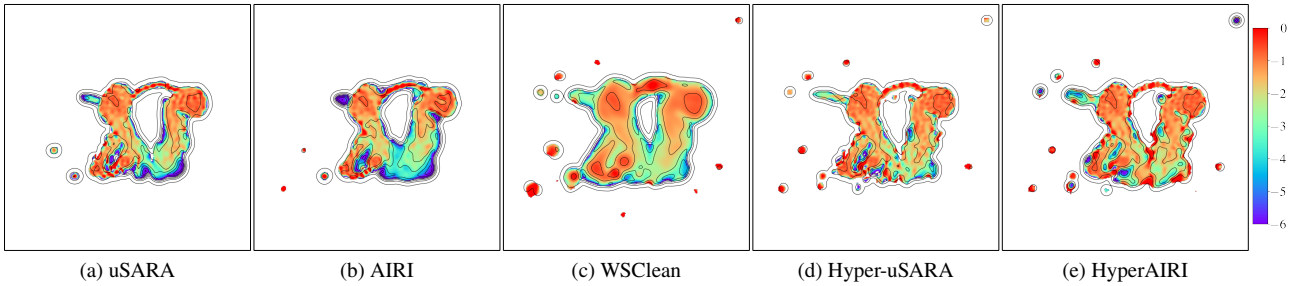 0
−1
−2
−3
−4
−5
−6
(a) uSARA
(b) AIRI
(c) WSClean
(d) Hyper-uSARA
(e) HyperAIRI